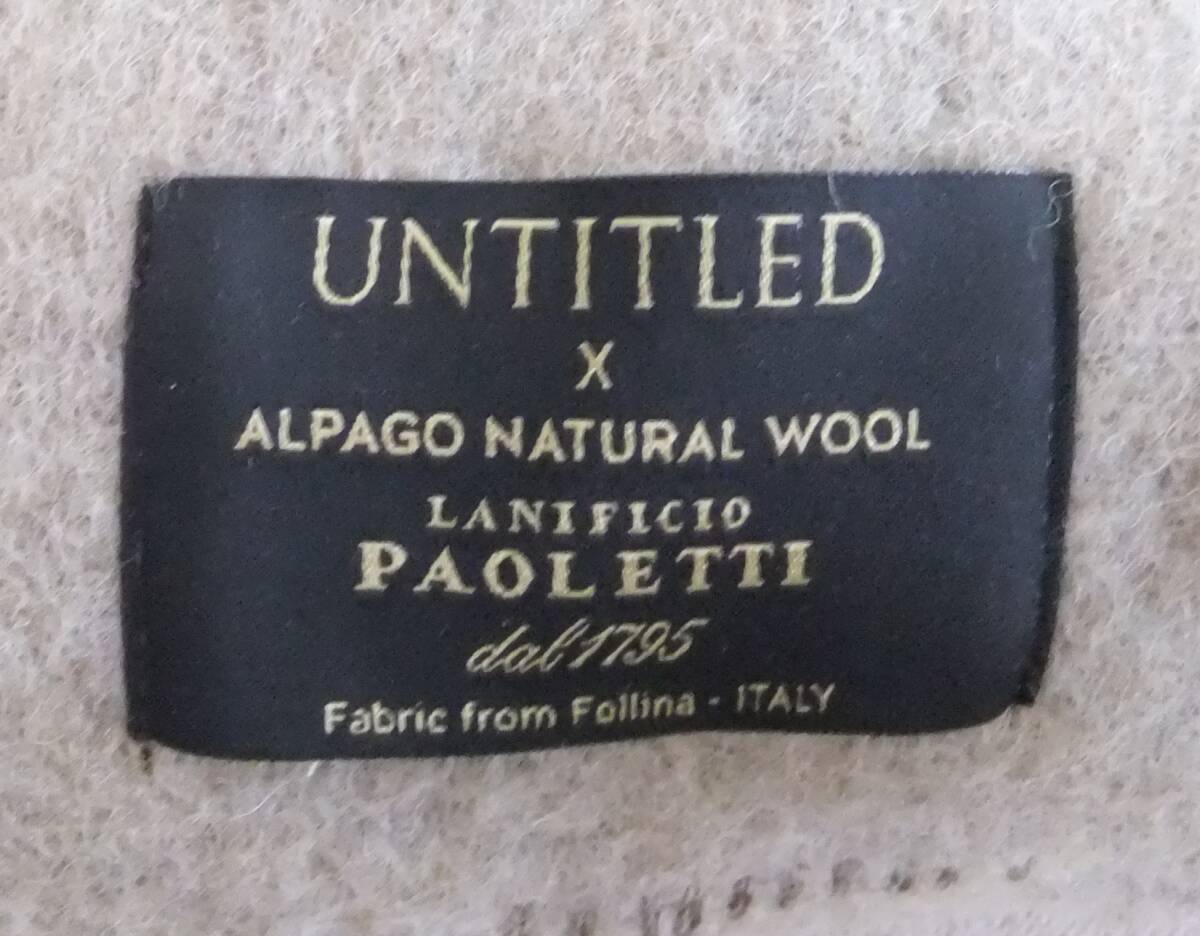 UNTITLED
X
ALPAGO NATURAL WOOL
LANIFICIO
PAOLETTI
dal 1795
Fabric from Follina - ITALY